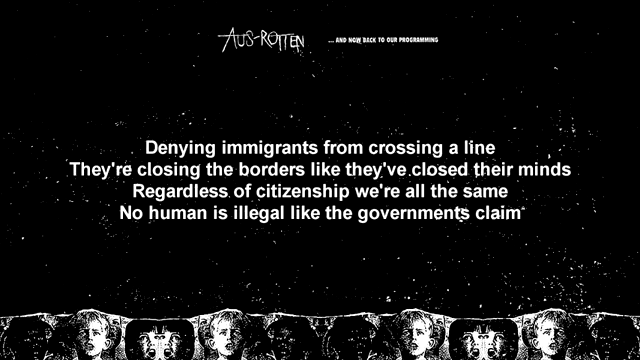 AUS-ROTTEN
... AND NOW BACK TO OUR PROGRAMMING
Denying immigrants from crossing a line
They're closing the borders like they've closed their minds
Regardless of citizenship we're all the same
No human is illegal like the governments claim